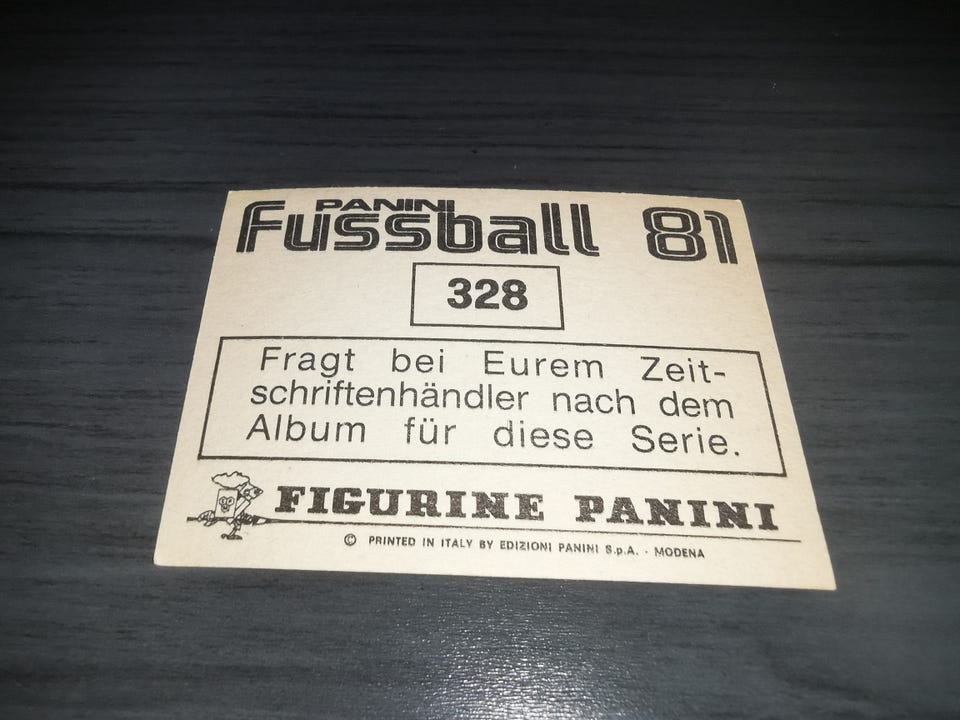 PANINI
Fussball 81
328
Fragt bei Eurem Zeit-
schriftenhändler nach dem
Album für diese Serie.
FIGURINE PANINI
© PRINTED IN ITALY BY EDIZIONI PANINI S.p.A. - MODENA